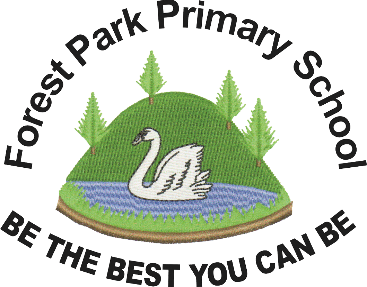 Forest Park Primary School
BE THE BEST YOU CAN BE